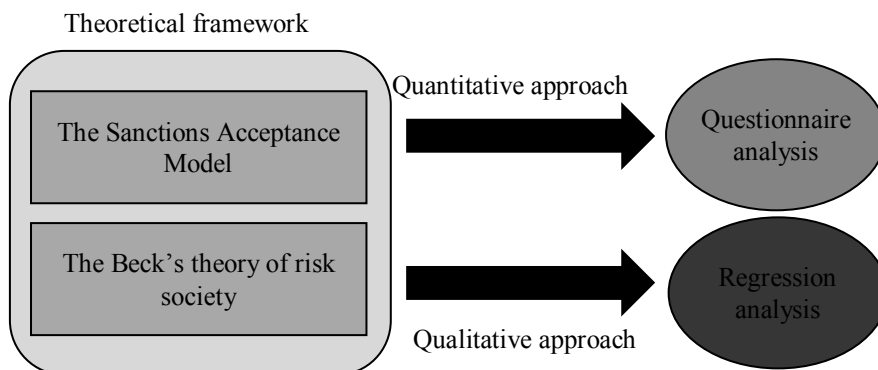 Theoretical framework
Quantitative approach
The Sanctions Acceptance
Model
Questionnaire
analysis
The Beck's theory of risk
society
Regression
analysis
Qualitative approach